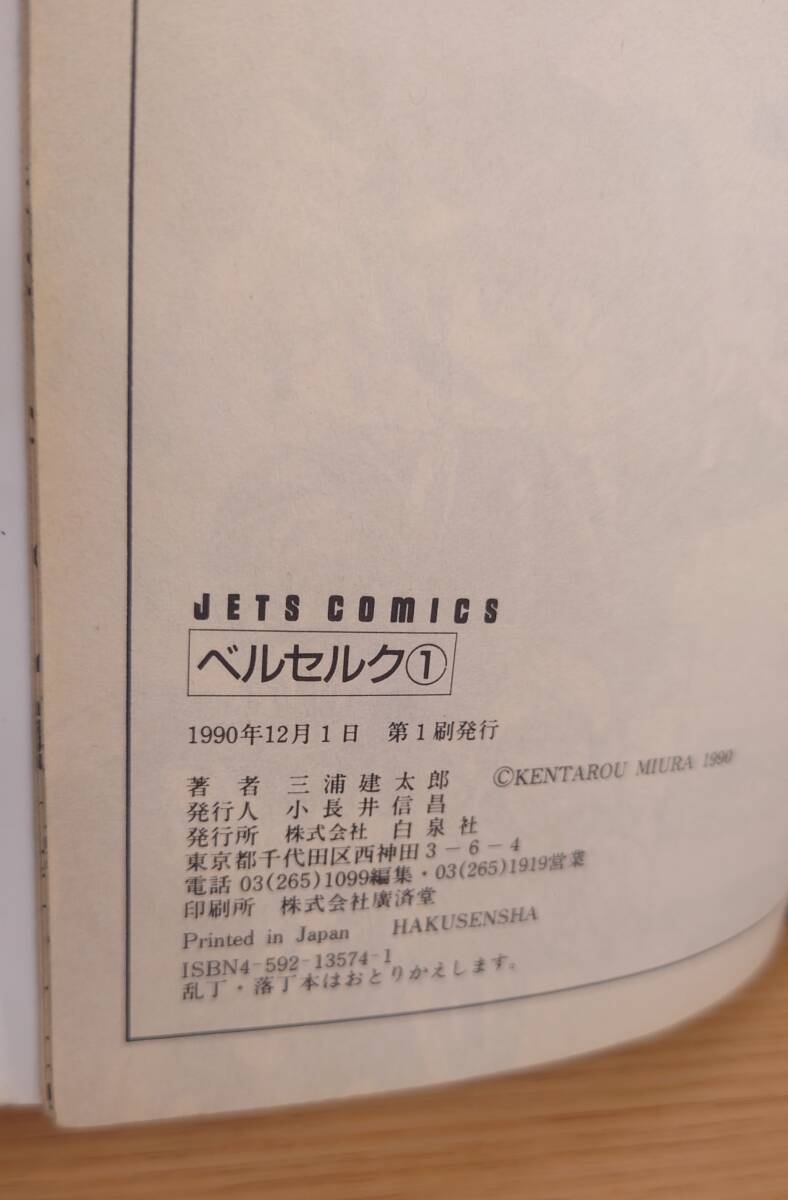 JETS COMICS
ベルセルク①
1990年12月1日 第1刷発行
著者 三浦建太郎 ©KENTAROU MIURA 1990
発行人 小長井信昌
発行所 株式会社 白泉社
東京都千代田区西神田3-6-4
電話 03(265)1099編集・03(265)1919営業
印刷所 株式会社廣済堂
Printed in Japan HAKUSENSHA
ISBN4-592-13574-1
乱丁・落丁本はおとりかえします。